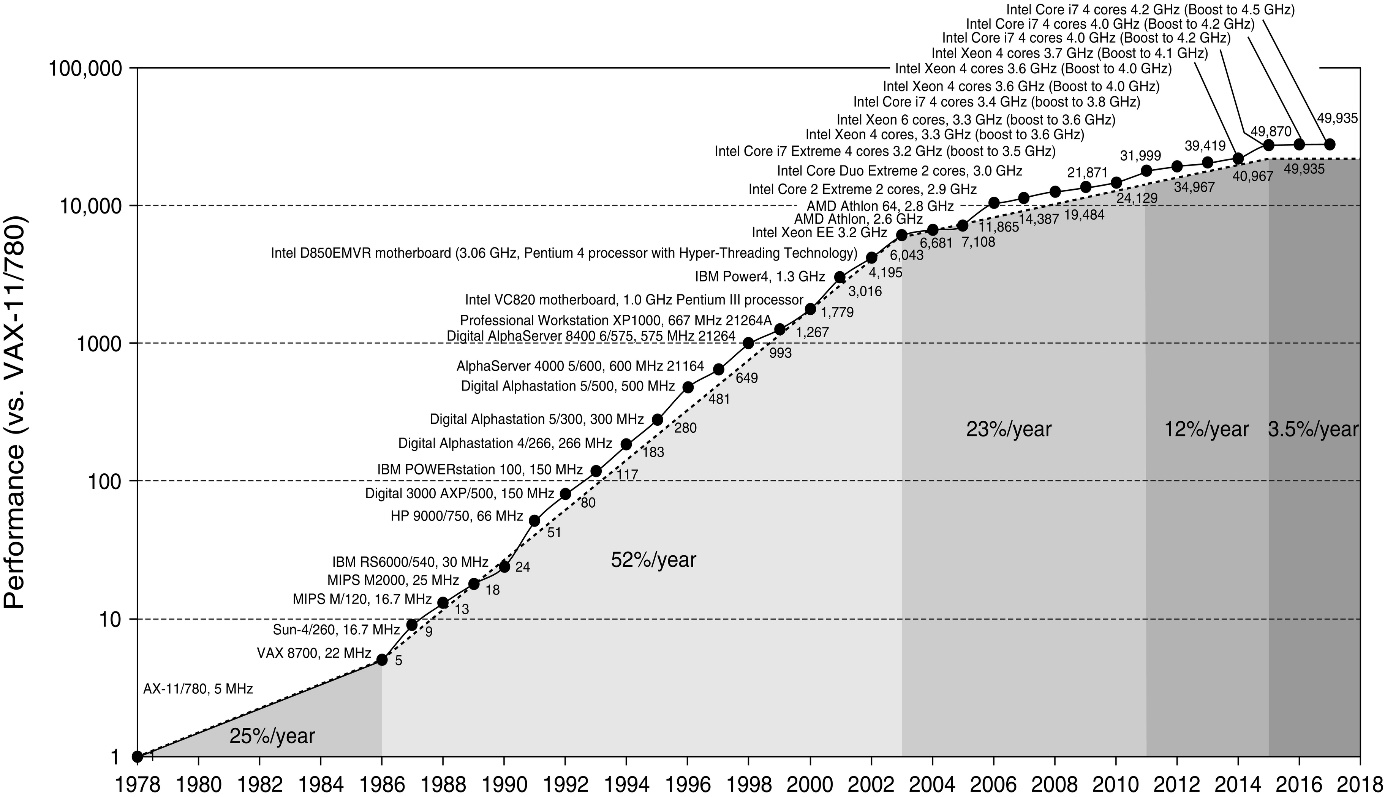 Intel Core i7 4 cores 4.2 GHz (Boost to 4.5 GHz)
Intel Core i7 4 cores 4.0 GHz (Boost to 4.2 GHz)
Intel Core i7 4 cores 4.0 GHz (Boost to 4.2 GHz)
Intel Xeon 4 cores 3.7 GHz (Boost to 4.1 GHz)
Intel Xeon 4 cores 3.6 GHz (Boost to 4.0 GHz)
Intel Xeon 4 cores 3.6 GHz (Boost to 4.0 GHz)
Intel Core i7 4 cores 3.4 GHz (boost to 3.8 GHz)
Intel Xeon 6 cores, 3.3 GHz (boost to 3.6 GHz)
Intel Xeon 4 cores, 3.3 GHz (boost to 3.6 GHz)
Intel Core i7 Extreme 4 cores 3.2 GHz (boost to 3.5 GHz)
Intel Core Duo Extreme 2 cores, 3.0 GHz
Intel Core 2 Extreme 2 cores, 2.9 GHz
AMD Athlon 64, 2.8 GHz
AMD Athlon, 2.6 GHz
Intel Xeon EE 3.2 GHz
Intel D850EMVR motherboard (3.06 GHz, Pentium 4 processor with Hyper-Threading Technology)
IBM Power4, 1.3 GHz
Intel VC820 motherboard, 1.0 GHz Pentium III processor
Professional Workstation XP1000, 667 MHz 21264A
Digital AlphaServer 8400 6/575, 575 MHz 21264
AlphaServer 4000 5/600, 600 MHz 21164
Digital Alphastation 5/500, 500 MHz
Digital Alphastation 5/300, 300 MHz
Digital Alphastation 4/266, 266 MHz
IBM POWERstation 100, 150 MHz
Digital 3000 AXP/500, 150 MHz
HP 9000/750, 66 MHz
IBM RS6000/540, 30 MHz
MIPS M2000, 25 MHz
MIPS M/120, 16.7 MHz
Sun-4/260, 16.7 MHz
VAX 8700, 22 MHz
AX-11/780, 5 MHz
49,935
49,870
39,419
31,999
21,871
49,935
40,967
34,967
24,129
19,484
14,387
11,865
7,108
6,681
6,043
4,195
3,016
1,779
1,267
993
649
481
280
183
117
80
51
24
18
13
9
5
25%/year
52%/year
23%/year
12%/year
3.5%/year
Performance (vs. VAX-11/780)
100,000
10,000
1000
100
10
1
1978 1980 1982 1984 1986 1988 1990 1992 1994 1996 1998 2000 2002 2004 2006 2008 2010 2012 2014 2016 2018